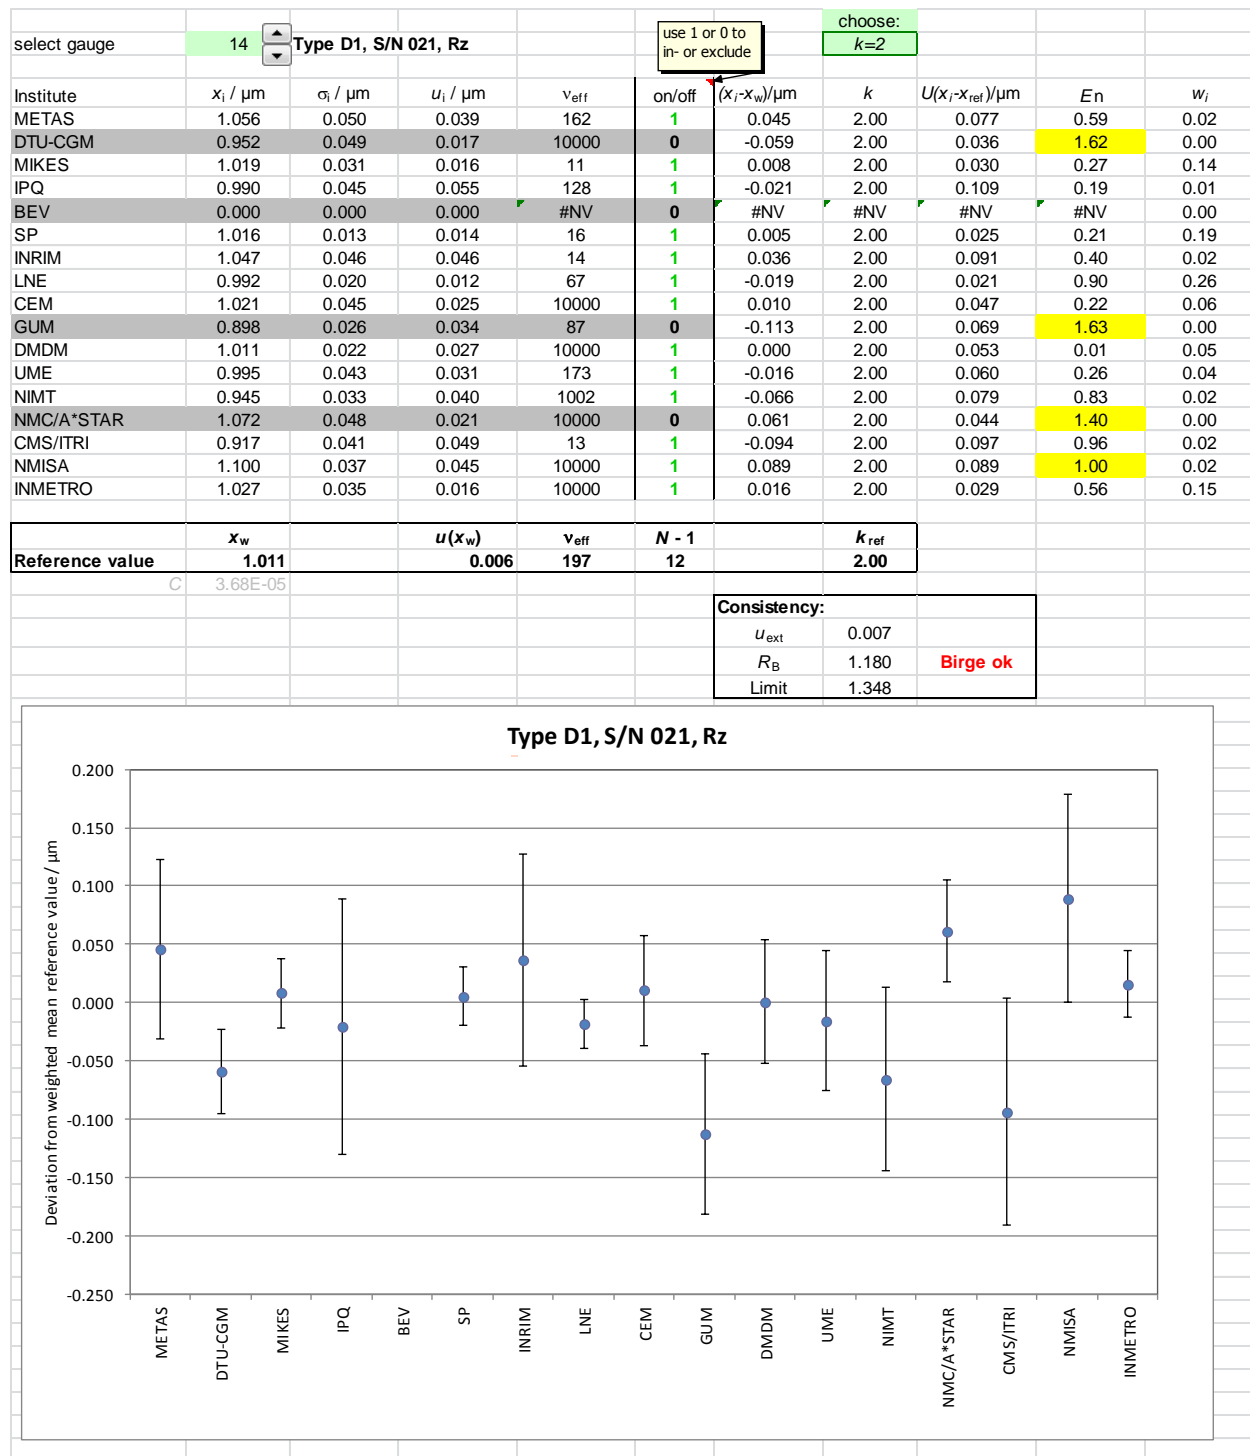 choose:
select gauge 14 Type D1, S/N 021, Rz use 1 or 0 to in- or exclude k=2
Institute xi / µm σi / µm ui / µm νeff on/off (xi-xw)/µm k U(xi-xref)/µm En wi
METAS 1.056 0.050 0.039 162 1 0.045 2.00 0.077 0.59 0.02
DTU-CGM 0.952 0.049 0.017 10000 0 -0.059 2.00 0.036 1.62 0.00
MIKES 1.019 0.031 0.016 11 1 0.008 2.00 0.030 0.27 0.14
IPQ 0.990 0.045 0.055 128 1 -0.021 2.00 0.109 0.19 0.01
BEV 0.000 0.000 0.000 #NV 0 #NV #NV #NV #NV 0.00
SP 1.016 0.013 0.014 16 1 0.005 2.00 0.025 0.21 0.19
INRIM 1.047 0.046 0.046 14 1 0.036 2.00 0.091 0.40 0.02
LNE 0.992 0.020 0.012 67 1 -0.019 2.00 0.021 0.90 0.26
CEM 1.021 0.045 0.025 10000 1 0.010 2.00 0.047 0.22 0.06
GUM 0.898 0.026 0.034 87 0 -0.113 2.00 0.069 1.63 0.00
DMDM 1.011 0.022 0.027 10000 1 0.000 2.00 0.053 0.01 0.05
UME 0.995 0.043 0.031 173 1 -0.016 2.00 0.060 0.26 0.04
NIMT 0.945 0.033 0.040 1002 1 -0.066 2.00 0.079 0.83 0.02
NMC/A*STAR 1.072 0.048 0.021 10000 0 0.061 2.00 0.044 1.40 0.00
CMS/ITRI 0.917 0.041 0.049 13 1 -0.094 2.00 0.097 0.96 0.02
NMISA 1.100 0.037 0.045 10000 1 0.089 2.00 0.089 1.00 0.02
INMETRO 1.027 0.035 0.016 10000 1 0.016 2.00 0.029 0.56 0.15
xw u(xw) νeff N - 1 kref
Reference value 1.011 0.006 197 12 2.00
C 3.68E-05
Consistency:
uext 0.007
RB 1.180 Birge ok
Limit 1.348
Type D1, S/N 021, Rz
Deviation from weighted mean reference value / µm
0.200
0.150
0.100
0.050
0.000
-0.050
-0.100
-0.150
-0.200
-0.250
METAS
DTU-CGM
MIKES
IPQ
BEV
SP
INRIM
LNE
CEM
GUM
DMDM
UME
NIMT
NMC/A*STAR
CMS/ITRI
NMISA
INMETRO